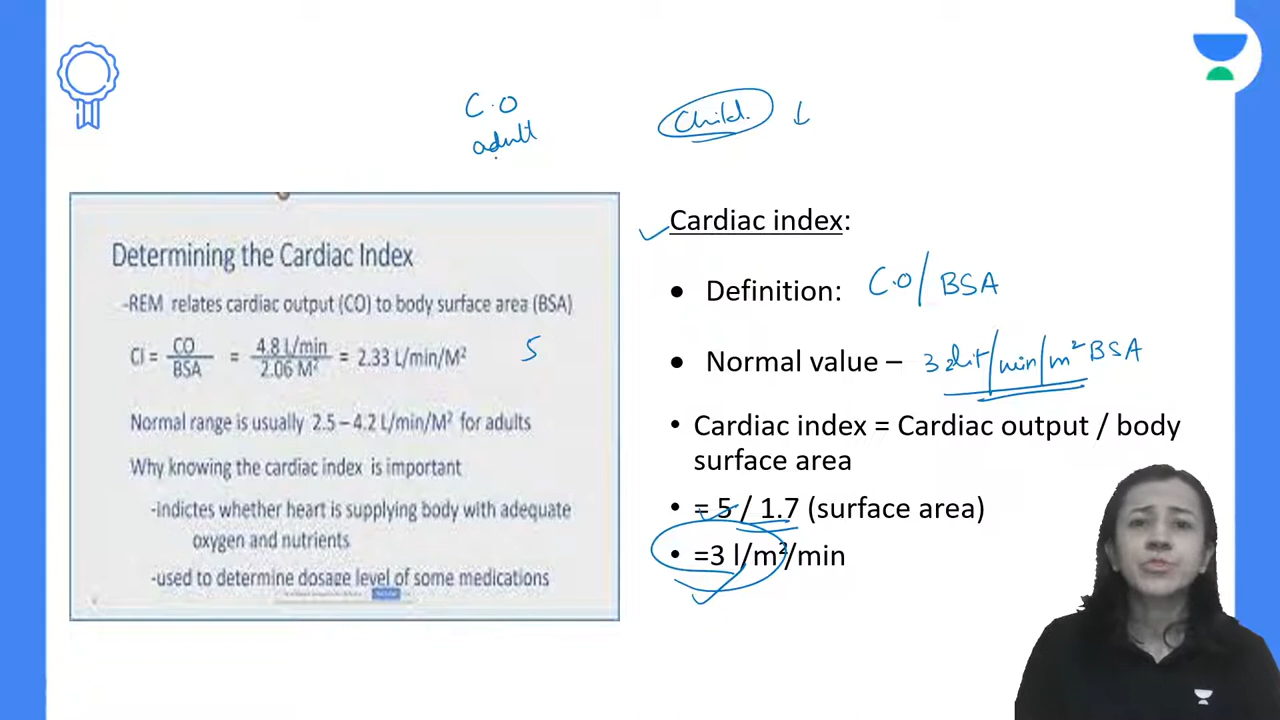 C.O
adult
Child. ↓
Determining the Cardiac Index
-REM relates cardiac output (CO) to body surface area (BSA)
CI = CO/BSA = 4.8 L/min/2.06 M² = 2.33 L/min/M²
5
Normal range is usually 2.5 – 4.2 L/min/M² for adults
Why knowing the cardiac index is important
-indictes whether heart is supplying body with adequate
oxygen and nutrients
-used to determine dosage level of some medications
Cardiac index:
• Definition: C.O/BSA
• Normal value – 3 lit/min/m² BSA
• Cardiac index = Cardiac output / body
surface area
• = 5 / 1.7 (surface area)
• =3 l/m²/min